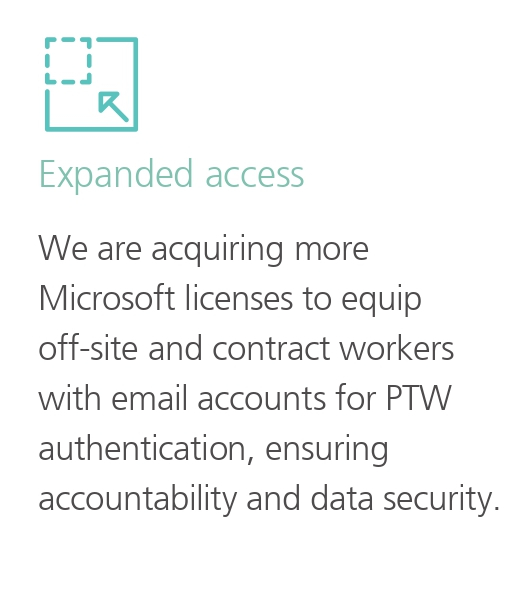 Expanded access
We are acquiring more
Microsoft licenses to equip
off-site and contract workers
with email accounts for PTW
authentication, ensuring
accountability and data security.